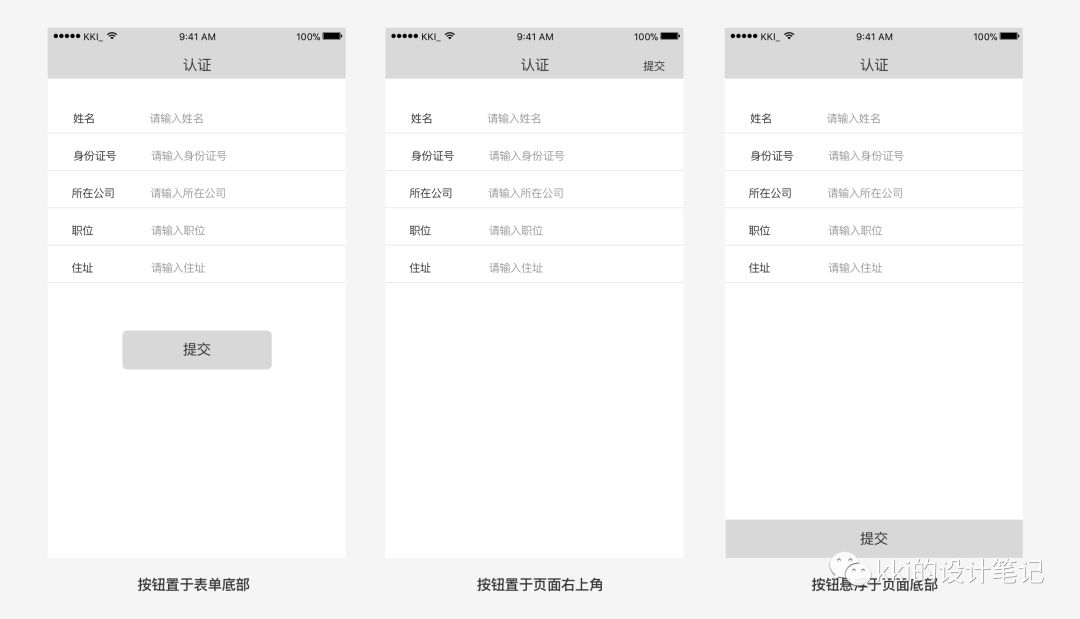 KKI_ 9:41 AM 100%
认证
姓名 请输入姓名
身份证号 请输入身份证号
所在公司 请输入所在公司
职位 请输入职位
住址 请输入住址
提交
按钮置于表单底部
KKI_ 9:41 AM 100%
认证 提交
姓名 请输入姓名
身份证号 请输入身份证号
所在公司 请输入所在公司
职位 请输入职位
住址 请输入住址
按钮置于页面右上角
KKI_ 9:41 AM 100%
认证
姓名 请输入姓名
身份证号 请输入身份证号
所在公司 请输入所在公司
职位 请输入职位
住址 请输入住址
提交
按钮悬浮于页面底部
kki的设计笔记